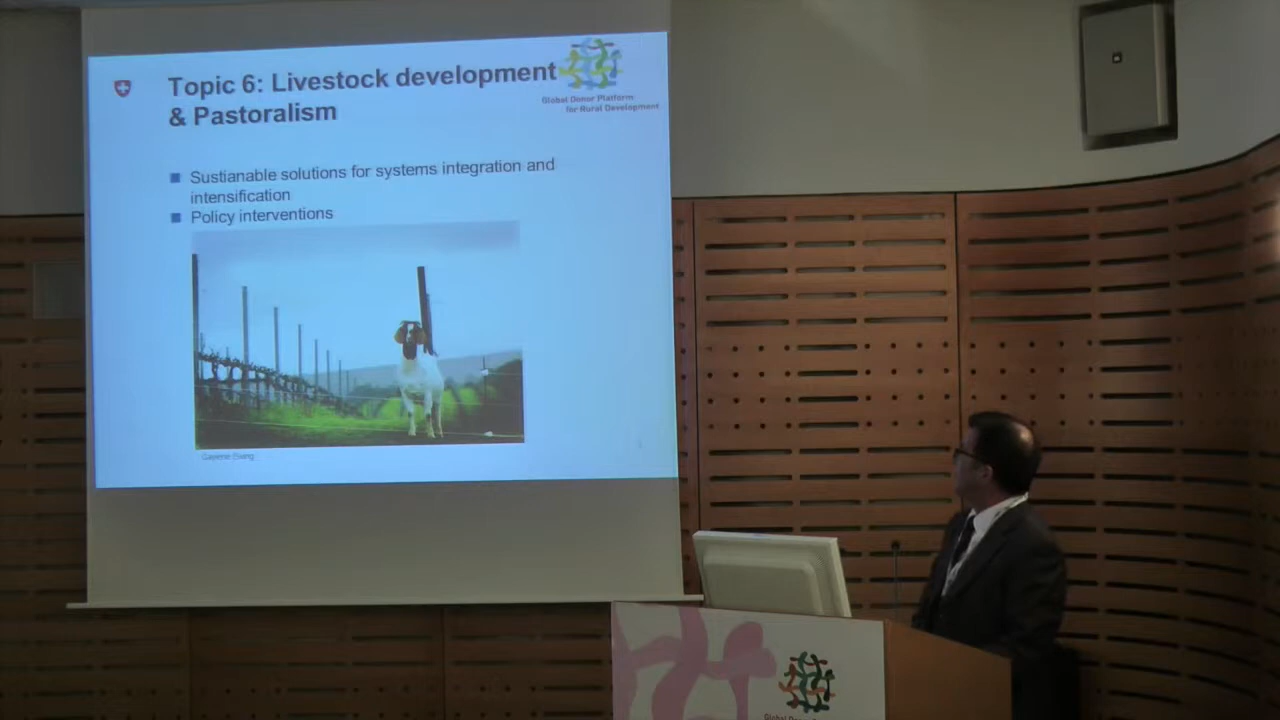 Topic 6: Livestock development
& Pastoralism
Global Donor Platform
for Rural Development
Sustianable solutions for systems integration and
intensification
Policy interventions